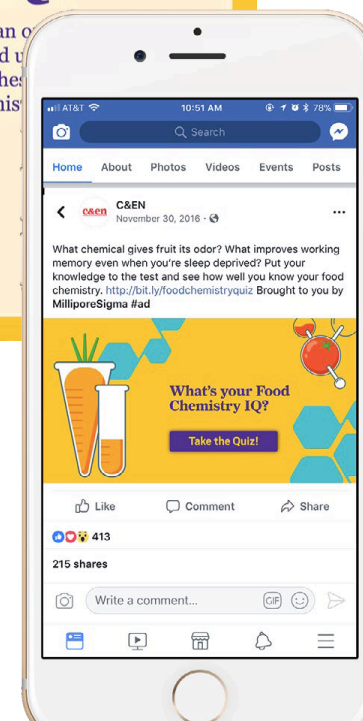 AT&T 10:51 AM 78%
Search
Home About Photos Videos Events Posts
c&en C&EN
November 30, 2016 ·
What chemical gives fruit its odor? What improves working
memory even when you're sleep deprived? Put your
knowledge to the test and see how well you know your food
chemistry. http://bit.ly/foodchemistryquiz Brought to you by
MilliporeSigma #ad
What's your Food
Chemistry IQ?
Take the Quiz!
Like Comment Share
413
215 shares
Write a comment... GIF